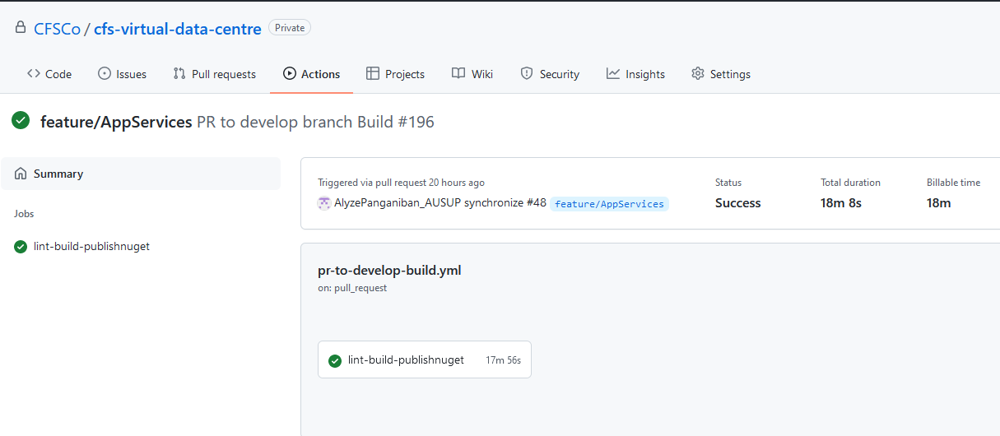 CFSCo / cfs-virtual-data-centre Private
Code Issues Pull requests Actions Projects Wiki Security Insights Settings
feature/AppServices PR to develop branch Build #196
Summary
Jobs
lint-build-publishnuget
Triggered via pull request 20 hours ago
AlyzePanganiban_AUSUP synchronize #48 feature/AppServices
Status
Success
Total duration
18m 8s
Billable time
18m
pr-to-develop-build.yml
on: pull_request
lint-build-publishnuget 17m 56s